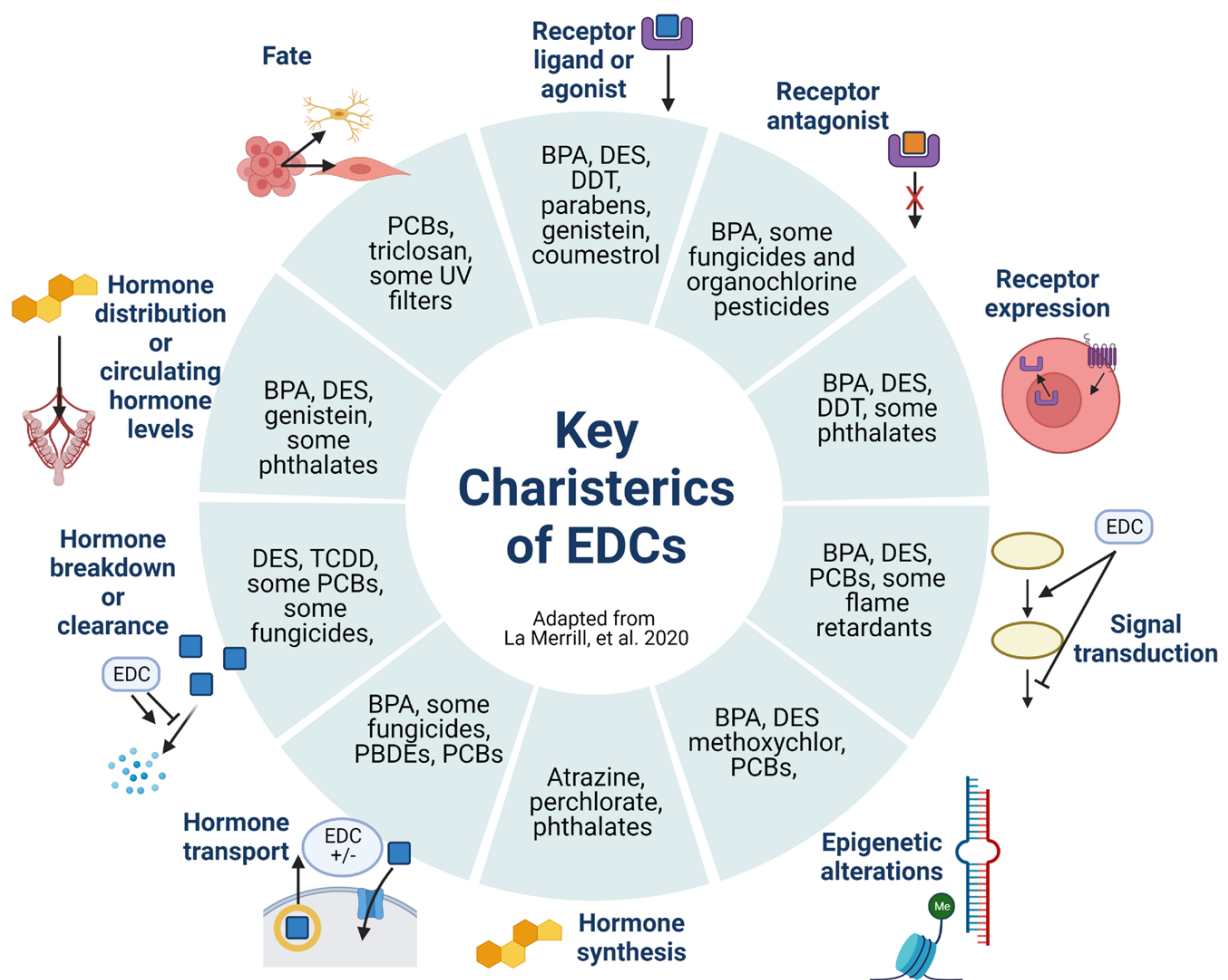 Receptor
ligand or
agonist
BPA, DES,
DDT,
parabens,
genistein,
coumestrol
Receptor
antagonist
BPA, some
fungicides and
organochlorine
pesticides
Receptor
expression
BPA, DES,
DDT, some
phthalates
EDC
Signal
transduction
BPA, DES,
PCBs, some
flame
retardants
Epigenetic
alterations
Me
BPA, DES
methoxychlor,
PCBs,
Hormone
synthesis
Atrazine,
perchlorate,
phthalates
Hormone
transport
EDC
+/-
BPA, some
fungicides,
PBDEs, PCBs
Hormone
breakdown
or
clearance
EDC
DES, TCDD,
some PCBs,
some
fungicides,
Hormone
distribution
or
circulating
hormone
levels
BPA, DES,
genistein,
some
phthalates
Fate
PCBs,
triclosan,
some UV
filters
Key
Charisterics
of EDCs
Adapted from
La Merrill, et al. 2020